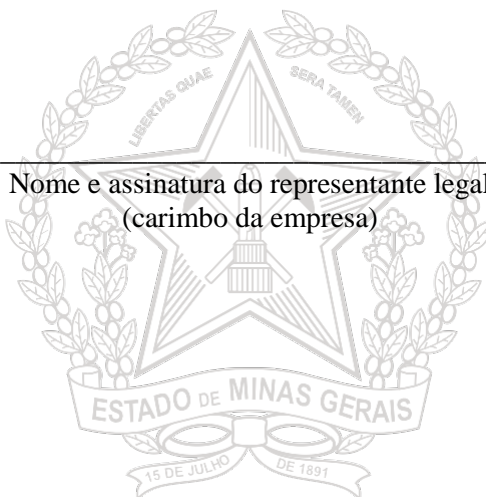 LIBERTAS QUAE SERA TAMEN
Nome e assinatura do representante legal
(carimbo da empresa)
ESTADO DE MINAS GERAIS
15 DE JULHO DE 1891